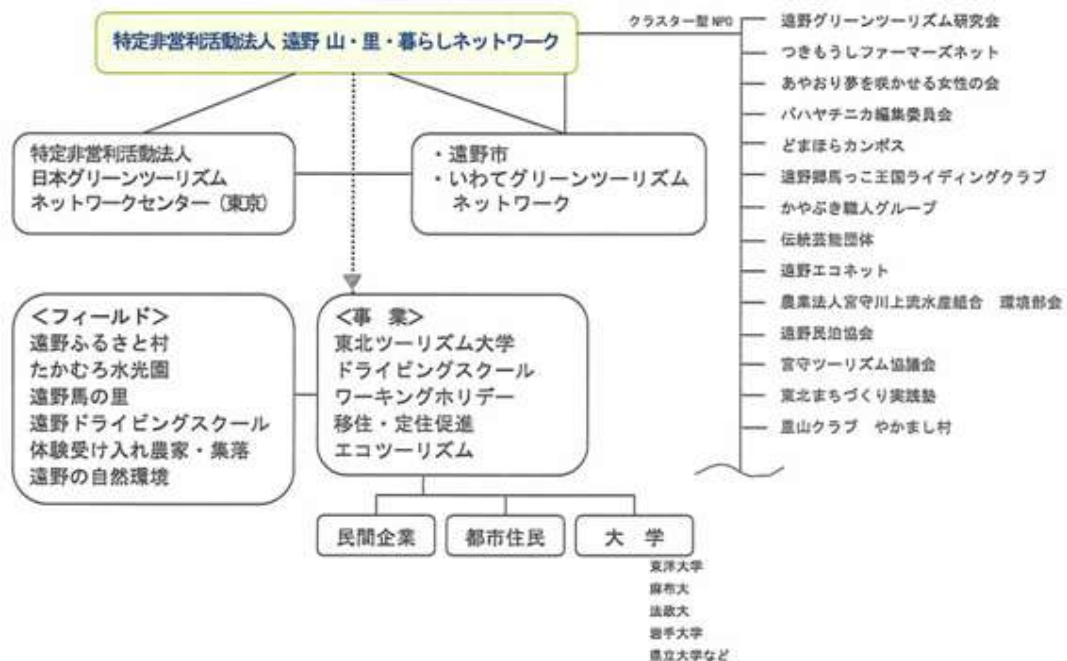 特定非営利活動法人 遠野 山・里・暮らしネットワーク
特定非営利活動法人
日本グリーンツーリズム
ネットワークセンター（東京）
・遠野市
・いわてグリーンツーリズム
ネットワーク
＜フィールド＞
遠野ふるさと村
たかむろ水光園
遠野馬の里
遠野ドライビングスクール
体験受け入れ農家・集落
遠野の自然環境
＜事　業＞
東北ツーリズム大学
ドライビングスクール
ワーキングホリデー
移住・定住促進
エコツーリズム
民間企業
都市住民
大　学
東洋大学
麻布大
法政大
岩手大学
県立大学など
クラスター型 NPO
遠野グリーンツーリズム研究会
つきもうしファーマーズネット
あやおり夢を咲かせる女性の会
パハヤチニカ編集委員会
どまほらカンポス
遠野郷馬っこ王国ライディングクラブ
かやぶき職人グループ
伝統芸能団体
遠野エコネット
農業法人宮守川上流水産組合　環境部会
遠野民泊協会
宮守ツーリズム協議会
東北まちづくり実践塾
里山クラブ　やかまし村